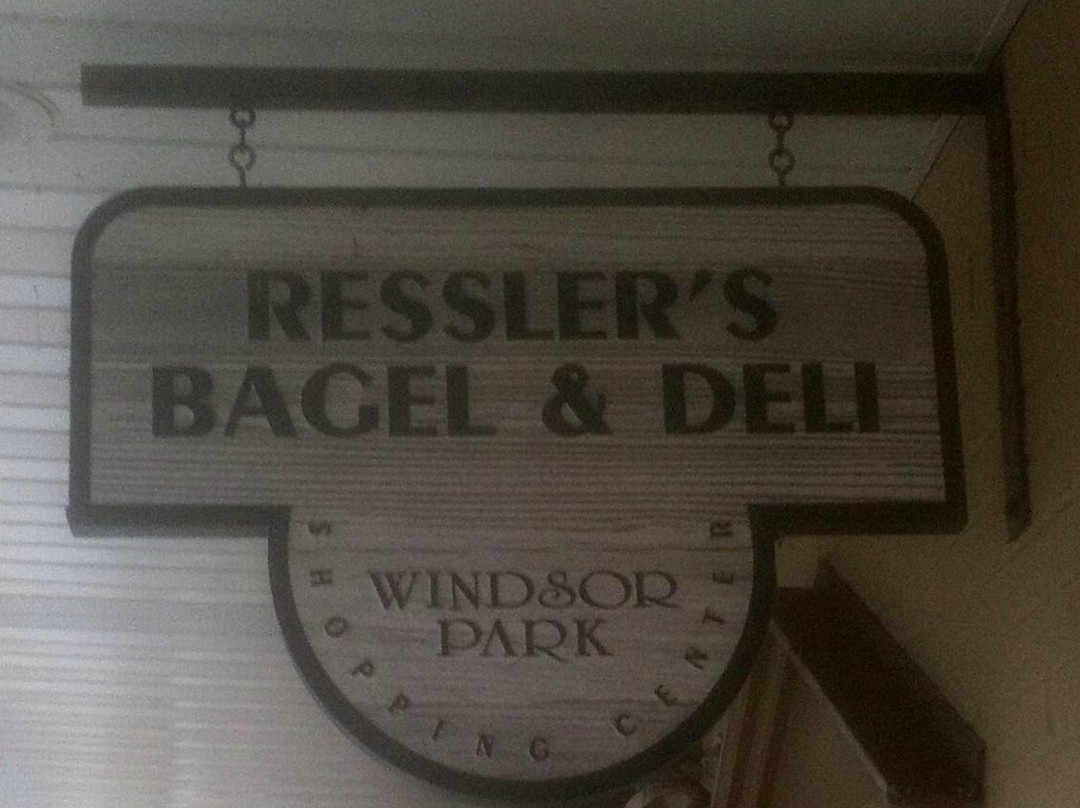 RESSLER'S
BAGEL & DELI
WINDSOR
PARK
SHOPPING CENTER